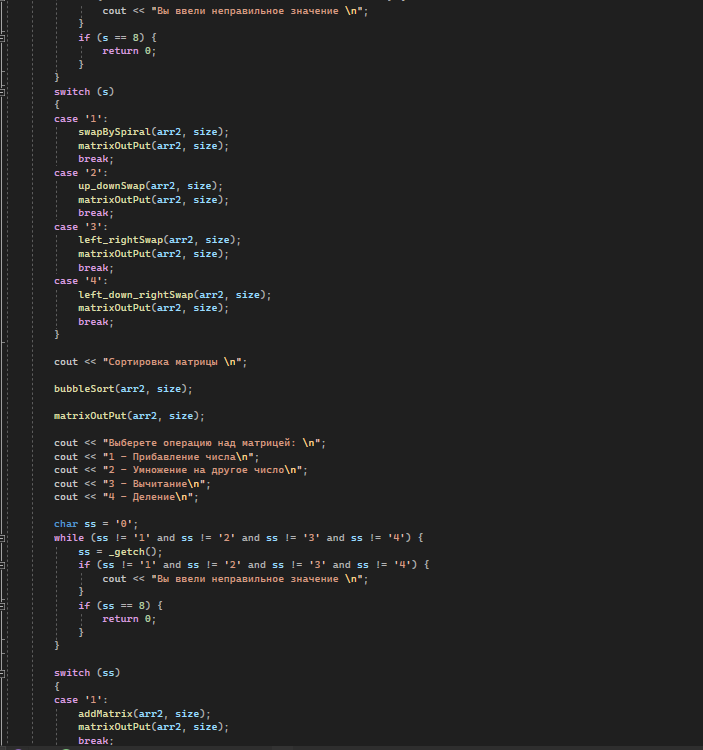 cout << "Вы ввели неправильное значение \n";
}
if (s == 8) {
return 0;
}
}
switch (s)
{
case '1':
swapBySpiral(arr2, size);
matrixOutPut(arr2, size);
break;
case '2':
up_downSwap(arr2, size);
matrixOutPut(arr2, size);
break;
case '3':
left_rightSwap(arr2, size);
matrixOutPut(arr2, size);
break;
case '4':
left_down_rightSwap(arr2, size);
matrixOutPut(arr2, size);
break;
}
cout << "Сортировка матрицы \n";
bubbleSort(arr2, size);
matrixOutPut(arr2, size);
cout << "Выберете операцию над матрицей: \n";
cout << "1 - Прибавление числа\n";
cout << "2 - Умножение на другое число\n";
cout << "3 - Вычитание\n";
cout << "4 - Деление\n";
char ss = '0';
while (ss != '1' and ss != '2' and ss != '3' and ss != '4') {
ss = _getch();
if (ss != '1' and ss != '2' and ss != '3' and ss != '4') {
cout << "Вы ввели неправильное значение \n";
}
if (ss == 8) {
return 0;
}
}
switch (ss)
{
case '1':
addMatrix(arr2, size);
matrixOutPut(arr2, size);
break;